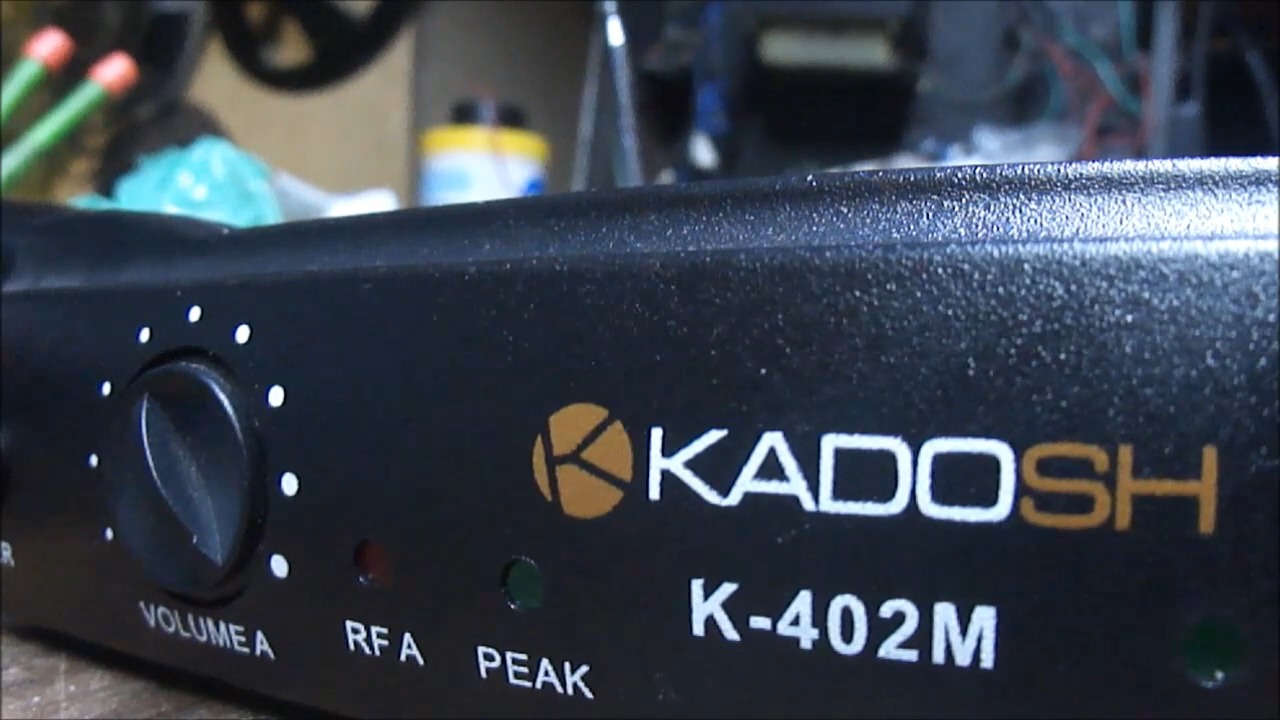 KADOSH
K-402M
VOLUME A
RF A
PEAK